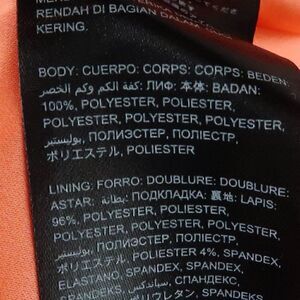 RENDAH DI BAGIAN DALAM
KERING.
BODY: CUERPO: CORPS: CORPS: BEDEN:
كفة الكم وكم الخصر: ЛИФ: 本体: BADAN:
100%, POLYESTER, POLIESTER,
POLYESTER, POLYESTER, POLYESTER,
بوليستر, ПОЛИЭСТЕР, ПОЛІЕСТР,
ポリエステル, POLIESTER
LINING: FORRO: DOUBLURE: DOUBLURE:
ASTAR: بطانة: ПОДКЛАДКА: 裏地: LAPIS:
96%, POLYESTER, POLIESTER,
POLYESTER, POLYESTER, POLYESTER,
بوليستر, ПОЛИЭСТЕР, ПОЛІЕСТР,
ポリエステル, POLIESTER 4%, SPANDEX,
ELASTANO, SPANDEX, SPANDEX,
SPANDEX, سباندكس, СПАНДЕКС,
スパンデックス, SPANDEX